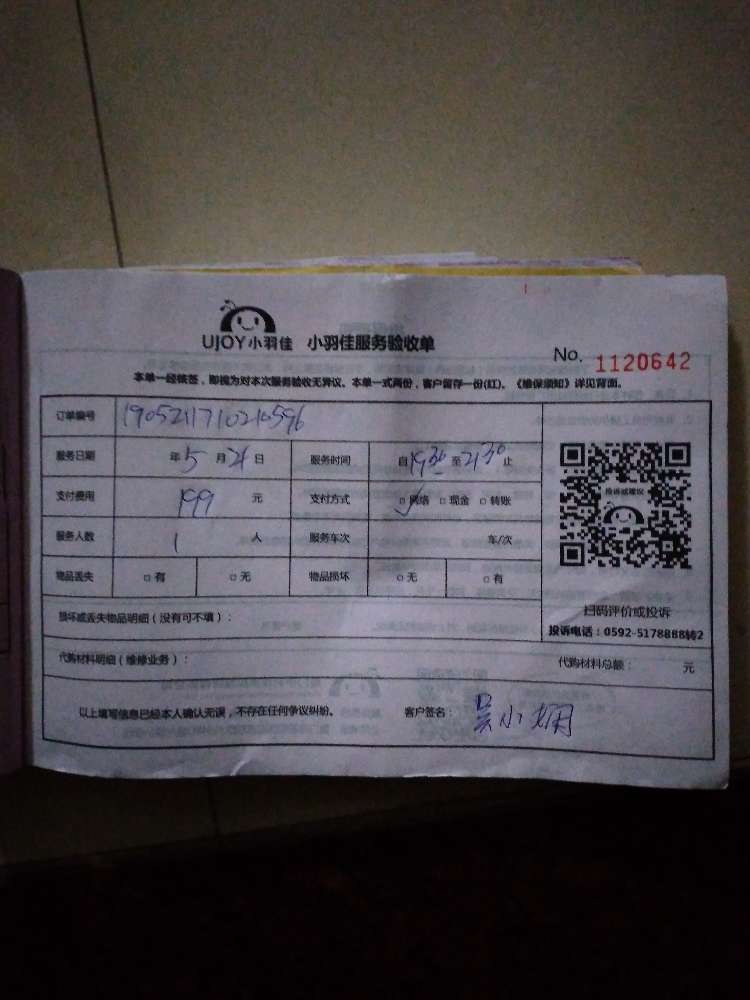 UJOY小羽佳 小羽佳服务验收单
No. 1120642
本单一经核签，即视为对本次服务验收无异议。本单一式两份，客户留存一份(红)。《维保须知》详见背面。
订单编号 1905211710210596
服务日期 年 5 月 21 日 服务时间 自 19:30 至 21:30 止
支付费用 199 元 支付方式 □网络 □现金 □转账
服务人数 1 人 服务车次 车/次
物品丢失 □有 □无 物品损坏 □无 □有
投诉或建议
扫码评价或投诉
投诉电话：0592-5178888转2
损坏或丢失物品明细（没有可不填）：
代购材料明细（维修业务）： 代购材料总额： 元
以上填写信息已经本人确认无误，不存在任何争议纠纷。 客户签名： 吴小娴